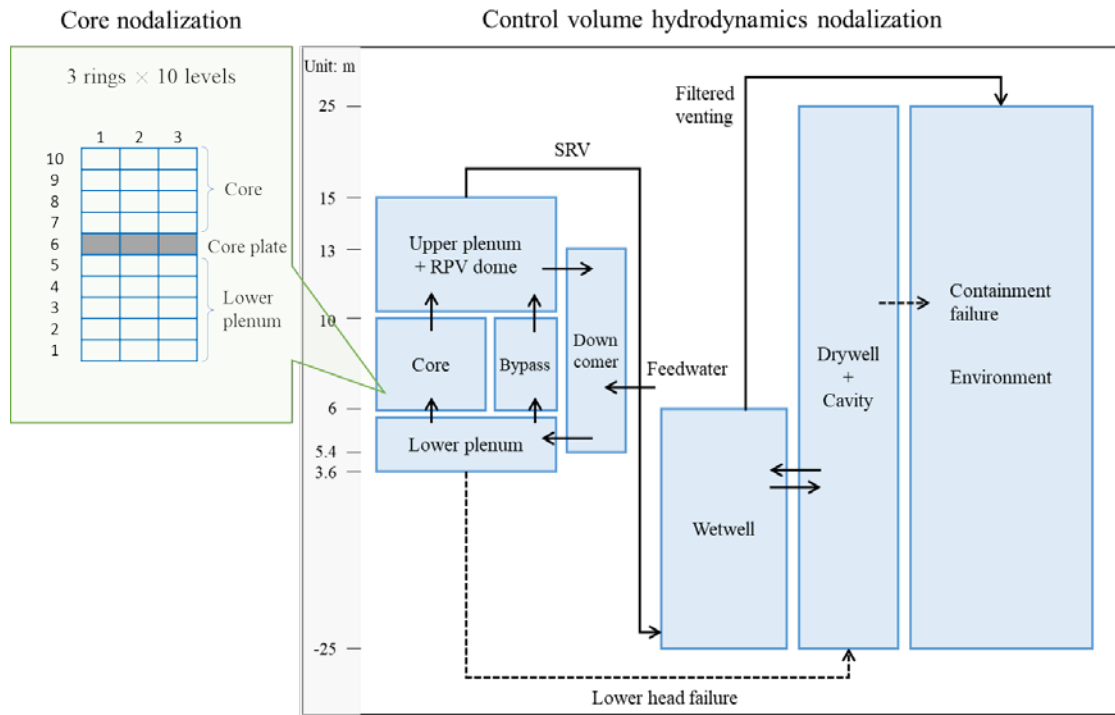 Core nodalization
Control volume hydrodynamics nodalization
3 rings × 10 levels
1 2 3
10
9
8
7
6
5
4
3
2
1
Core
Core plate
Lower
plenum
Unit: m
25
15
13
10
6
5.4
3.6
-25
SRV
Filtered
venting
Upper plenum
+ RPV dome
Core
Bypass
Down
comer
Feedwater
Lower plenum
Wetwell
Drywell
+
Cavity
Containment
failure
Environment
Lower head failure